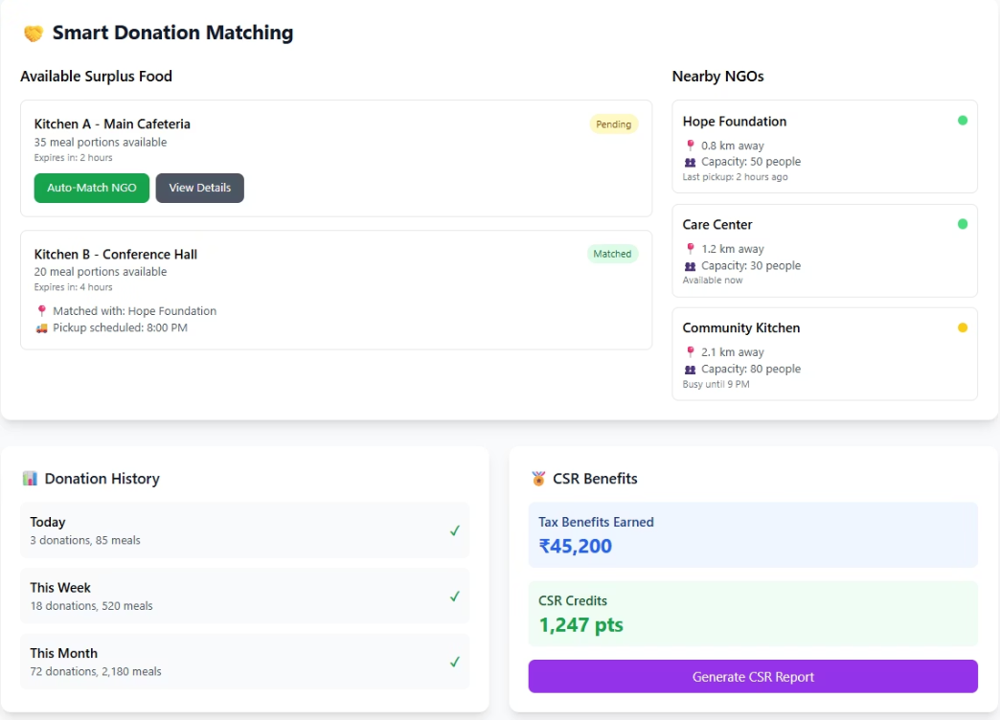 Smart Donation Matching
Available Surplus Food
Kitchen A - Main Cafeteria
Pending
35 meal portions available
Expires in: 2 hours
Auto-Match NGO
View Details
Kitchen B - Conference Hall
Matched
20 meal portions available
Expires in: 4 hours
Matched with: Hope Foundation
Pickup scheduled: 8:00 PM
Nearby NGOs
Hope Foundation
0.8 km away
Capacity: 50 people
Last pickup: 2 hours ago
Care Center
1.2 km away
Capacity: 30 people
Available now
Community Kitchen
2.1 km away
Capacity: 80 people
Busy until 9 PM
Donation History
Today
3 donations, 85 meals
This Week
18 donations, 520 meals
This Month
72 donations, 2,180 meals
CSR Benefits
Tax Benefits Earned
₹45,200
CSR Credits
1,247 pts
Generate CSR Report